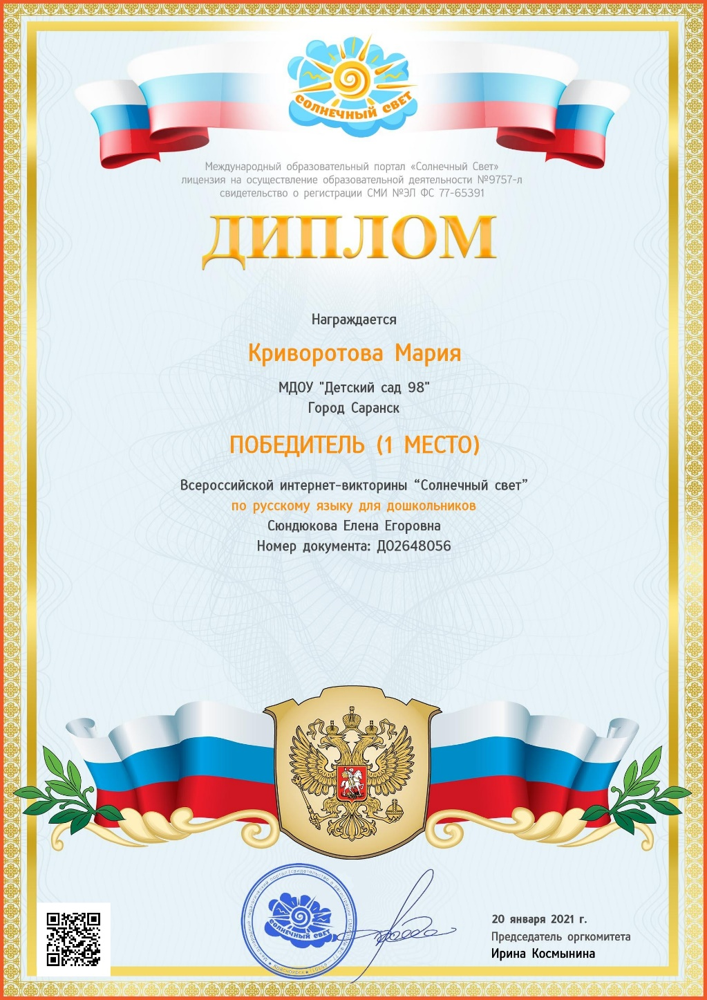 СОЛНЕЧНЫЙ СВЕТ
Международный образовательный портал «Солнечный Свет»
лицензия на осуществление образовательной деятельности №9757-л
свидетельство о регистрации СМИ №ЭЛ ФС 77-65391
ДИПЛОМ
Награждается
Криворотова Мария
МДОУ "Детский сад 98"
Город Саранск
ПОБЕДИТЕЛЬ (1 МЕСТО)
Всероссийской интернет-викторины “Солнечный свет”
по русскому языку для дошкольников
Сюндюкова Елена Егоровна
Номер документа: ДО2648056
СОЛНЕЧНЫЙ СВЕТ
20 января 2021 г.
Председатель оргкомитета
Ирина Космынина